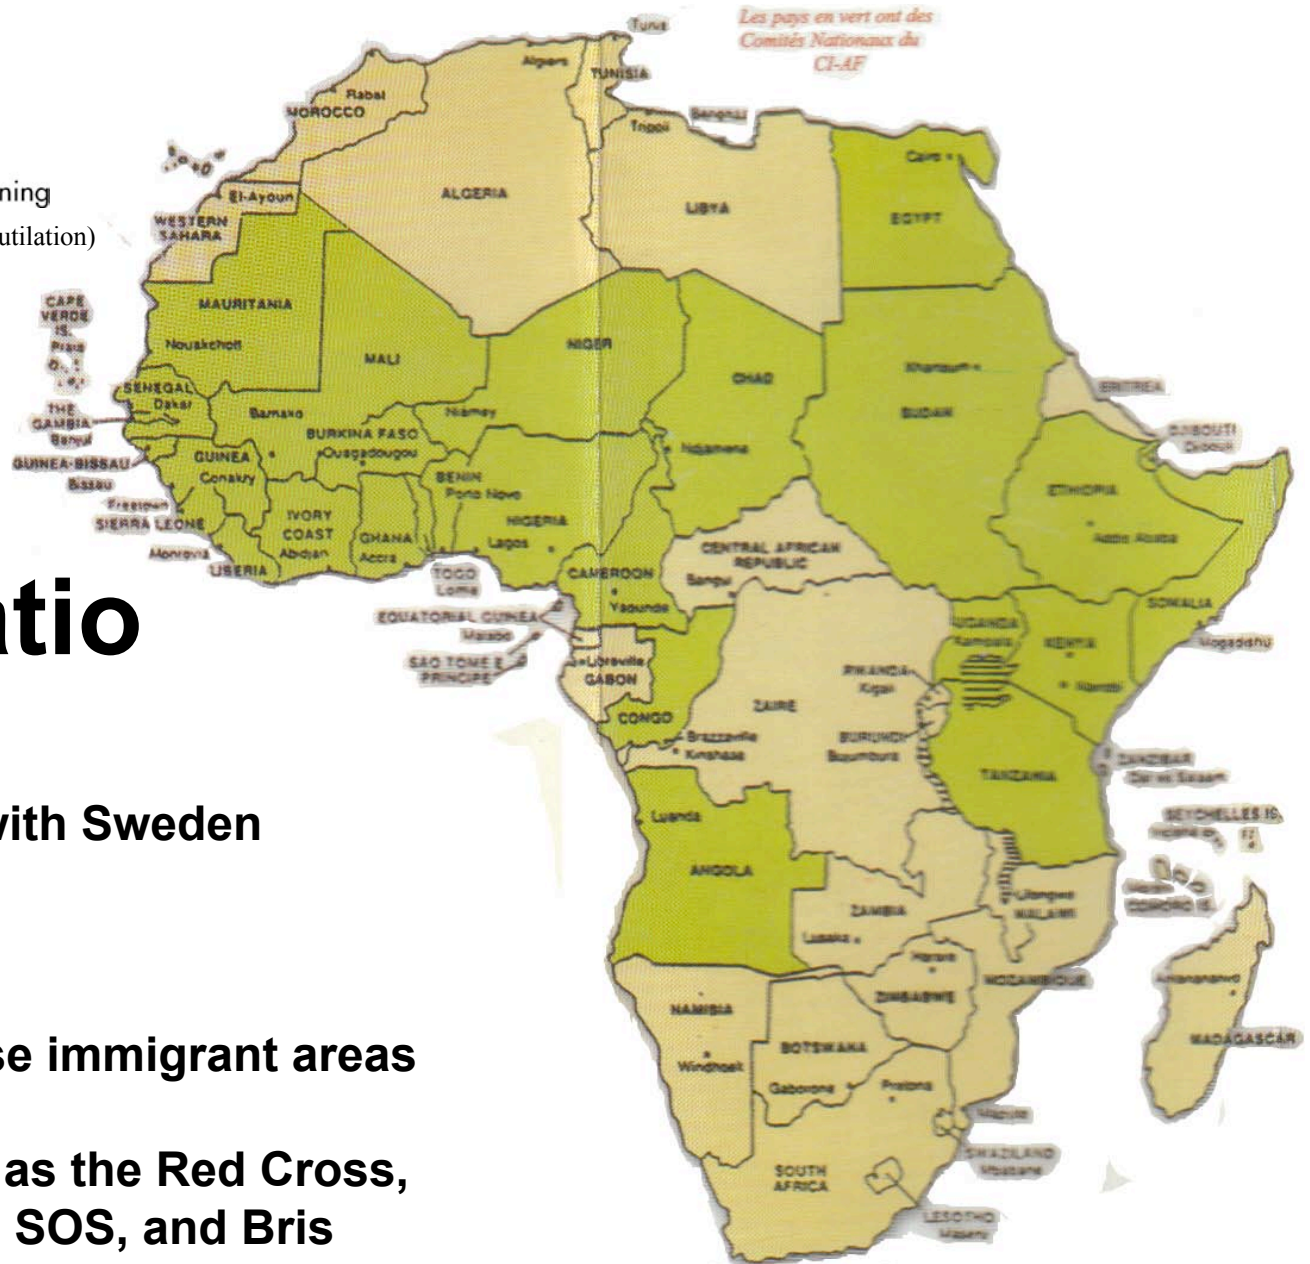 Les pays en vert ont des
Comités Nationaux du
CI-AF
ning
utilation)
atio
with Sweden
se immigrant areas
as the Red Cross,
SOS, and Bris
Tunis
Algiers
TUNISIA
Rabat
MOROCCO
Tripoli
Benghazi
Cairo
El-Ayoun
ALGERIA
LIBYA
EGYPT
WESTERN
SAHARA
CAPE
VERDE
IS.
Praia
MAURITANIA
Nouakchott
MALI
NIGER
CHAD
Khartoum
SUDAN
ERITREA
SENEGAL
Dakar
THE
GAMBIA
Banjul
Bamako
Niamey
BURKINA FASO
Ouagadougou
Ndjamena
DJIBOUTI
Djibouti
GUINEA-BISSAU
Bissau
GUINEA
Conakry
BENIN
Porto Novo
ETHIOPIA
Addis Ababa
Freetown
SIERRA LEONE
IVORY
COAST
Abidjan
GHANA
Accra
NIGERIA
Lagos
Monrovia
LIBERIA
TOGO
Lome
CAMEROON
Yaounde
CENTRAL AFRICAN
REPUBLIC
Bangui
EQUATORIAL GUINEA
Malabo
SAO TOME E
PRINCIPE
Libreville
GABON
UGANDA
Kampala
KENYA
Nairobi
SOMALIA
Mogadishu
RWANDA
Kigali
ZAIRE
CONGO
Brazzaville
Kinshasa
BURUNDI
Bujumbura
TANZANIA
ZANZIBAR
Dar es Salaam
SEYCHELLES IS.
Luanda
ANGOLA
ZAMBIA
Lusaka
Lilongwe
MALAWI
COMORO IS.
Harare
ZIMBABWE
MOZAMBIQUE
Antananarivo
MADAGASCAR
NAMIBIA
Windhoek
BOTSWANA
Gaborone
Pretoria
Maputo
SWAZILAND
Mbabane
SOUTH
AFRICA
LESOTHO
Maseru